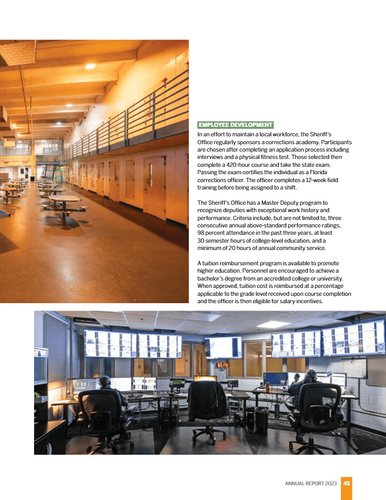 EMPLOYEE DEVELOPMENT
In an effort to maintain a local workforce, the Sheriff's
Office regularly sponsors a corrections academy. Participants
are chosen after completing an application process including
interviews and a physical fitness test. Those selected then
complete a 420-hour course and take the state exam.
Passing the exam certifies the individual as a Florida
corrections officer. The officer completes a 12-week field
training before being assigned to a shift.
The Sheriff's Office has a Master Deputy program to
recognize deputies with exceptional work history and
performance. Criteria include, but are not limited to, three
consecutive annual above-standard performance ratings,
98 percent attendance in the past three years, at least
30 semester hours of college-level education, and a
minimum of 20 hours of annual community service.
A tuition reimbursement program is available to promote
higher education. Personnel are encouraged to achieve a
bachelor's degree from an accredited college or university.
When approved, tuition cost is reimbursed at a percentage
applicable to the grade level received upon course completion
and the officer is then eligible for salary incentives.
ANNUAL REPORT 2023 41